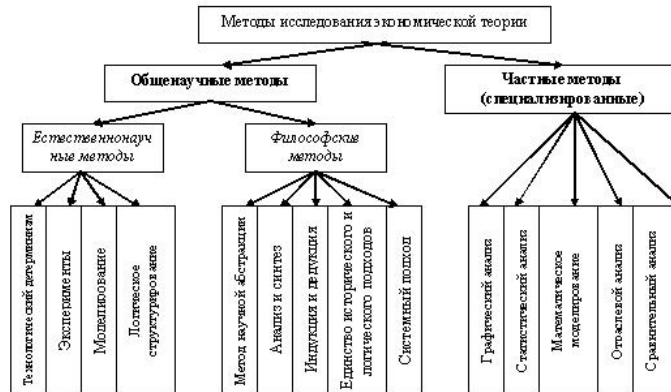 Методы исследования экономической теории
Общенаучные методы
Частные методы
(специализированные)
Естественнонауч
ные методы
Философские
методы
Технологический детерминизм
Эксперименты
Моделирование
Логическое
структурирование
Метод научной абстракции
Анализ и синтез
Индукция и дедукция
Единство исторического и
логического подходов
Системный подход
Графический анализ
Статистический анализ
Математическое
моделирование
Отраслевой анализ
Сравнительный анализ